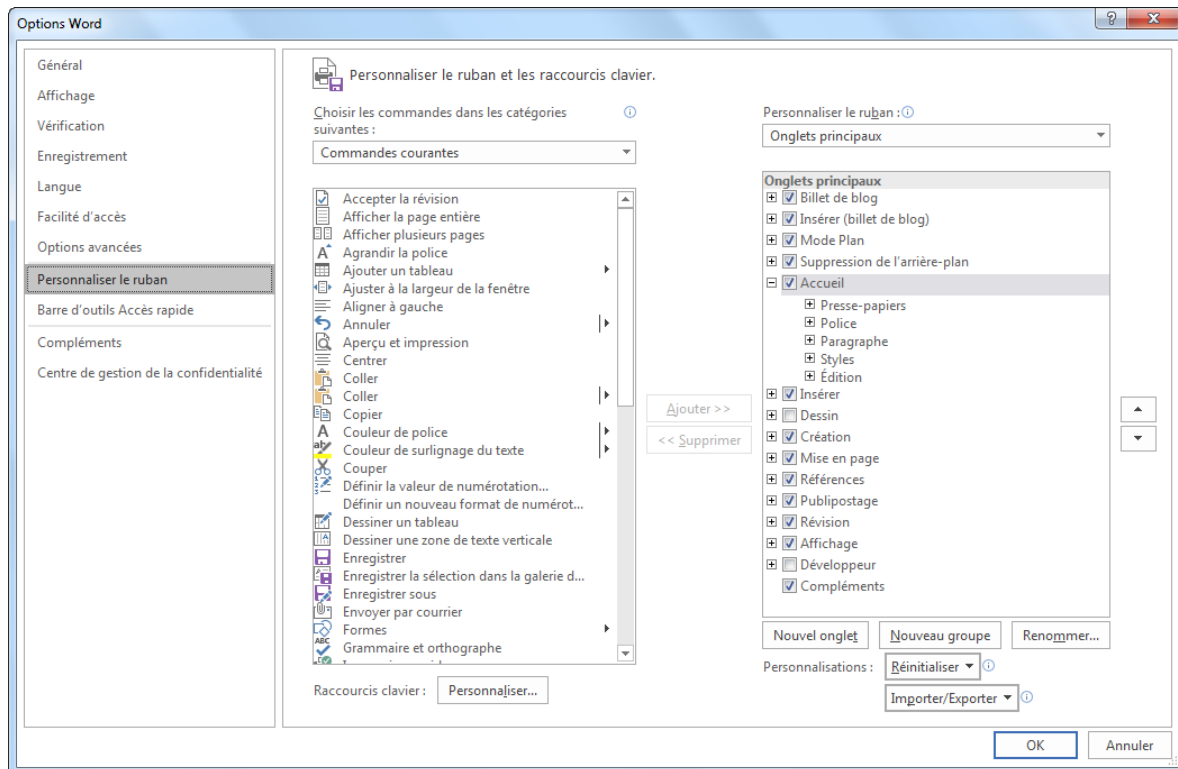 Options Word
Général
Affichage
Vérification
Enregistrement
Langue
Facilité d'accès
Options avancées
Personnaliser le ruban
Barre d'outils Accès rapide
Compléments
Centre de gestion de la confidentialité
Personnaliser le ruban et les raccourcis clavier.
Choisir les commandes dans les catégories
suivantes :
Commandes courantes
Accepter la révision
Afficher la page entière
Afficher plusieurs pages
Agrandir la police
Ajouter un tableau
Ajuster à la largeur de la fenêtre
Aligner à gauche
Annuler
Aperçu et impression
Centrer
Coller
Coller
Copier
Couleur de police
Couleur de surlignage du texte
Couper
Définir la valeur de numérotation...
Définir un nouveau format de numérot...
Dessiner un tableau
Dessiner une zone de texte verticale
Enregistrer
Enregistrer la sélection dans la galerie d...
Enregistrer sous
Envoyer par courrier
Formes
Grammaire et orthographe
Raccourcis clavier :
Personnaliser...
Ajouter >>
<< Supprimer
Personnaliser le ruban :
Onglets principaux
Onglets principaux
Billet de blog
Insérer (billet de blog)
Mode Plan
Suppression de l'arrière-plan
Accueil
Presse-papiers
Police
Paragraphe
Styles
Édition
Insérer
Dessin
Création
Mise en page
Références
Publipostage
Révision
Affichage
Développeur
Compléments
Nouvel onglet
Nouveau groupe
Renommer...
Personnalisations :
Réinitialiser
Importer/Exporter
OK
Annuler